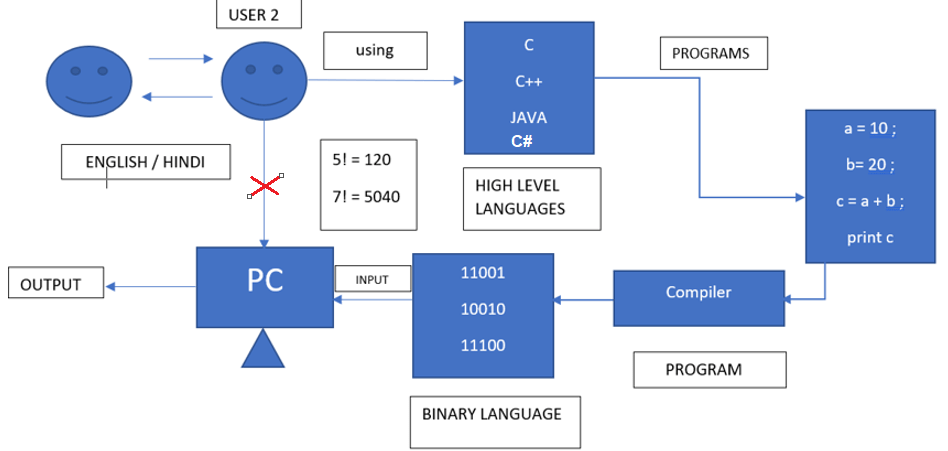 USER 2
using
C
C++
JAVA
C#
PROGRAMS
ENGLISH / HINDI
5! = 120
7! = 5040
HIGH LEVEL
LANGUAGES
a = 10 ;
b= 20 ;
c = a + b ;
print c
OUTPUT
PC
INPUT
11001
10010
11100
Compiler
PROGRAM
BINARY LANGUAGE